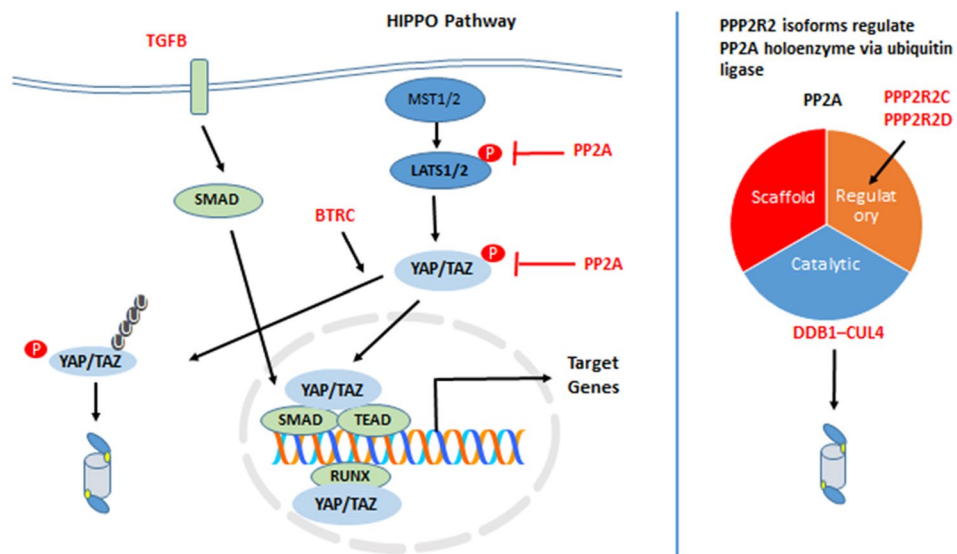 HIPPO Pathway
TGFB
MST1/2
P
LATS1/2
PP2A
SMAD
BTRC
P
YAP/TAZ
PP2A
U
U
U
U
P
YAP/TAZ
Target
Genes
YAP/TAZ
SMAD
TEAD
RUNX
YAP/TAZ
PPP2R2 isoforms regulate
PP2A holoenzyme via ubiquitin
ligase
PP2A
PPP2R2C
PPP2R2D
Scaffold
Regulat
ory
Catalytic
DDB1–CUL4